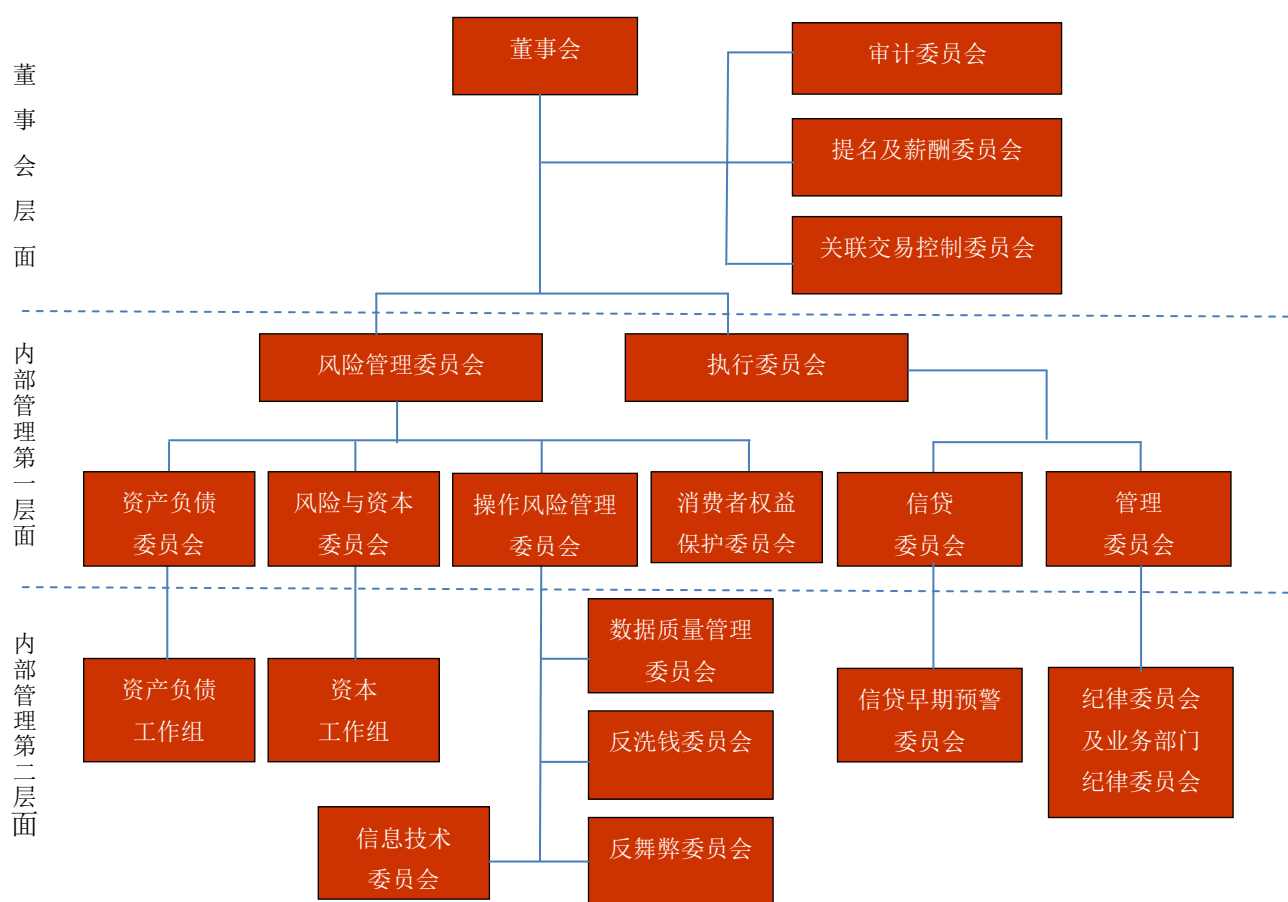 董事会层面
董事会
审计委员会
提名及薪酬委员会
关联交易控制委员会
内部管理第一层面
风险管理委员会
执行委员会
资产负债
委员会
风险与资本
委员会
操作风险管理
委员会
消费者权益
保护委员会
信贷
委员会
管理
委员会
内部管理第二层面
资产负债
工作组
资本
工作组
数据质量管理
委员会
反洗钱委员会
信息技术
委员会
反舞弊委员会
信贷早期预警
委员会
纪律委员会
及业务部门
纪律委员会